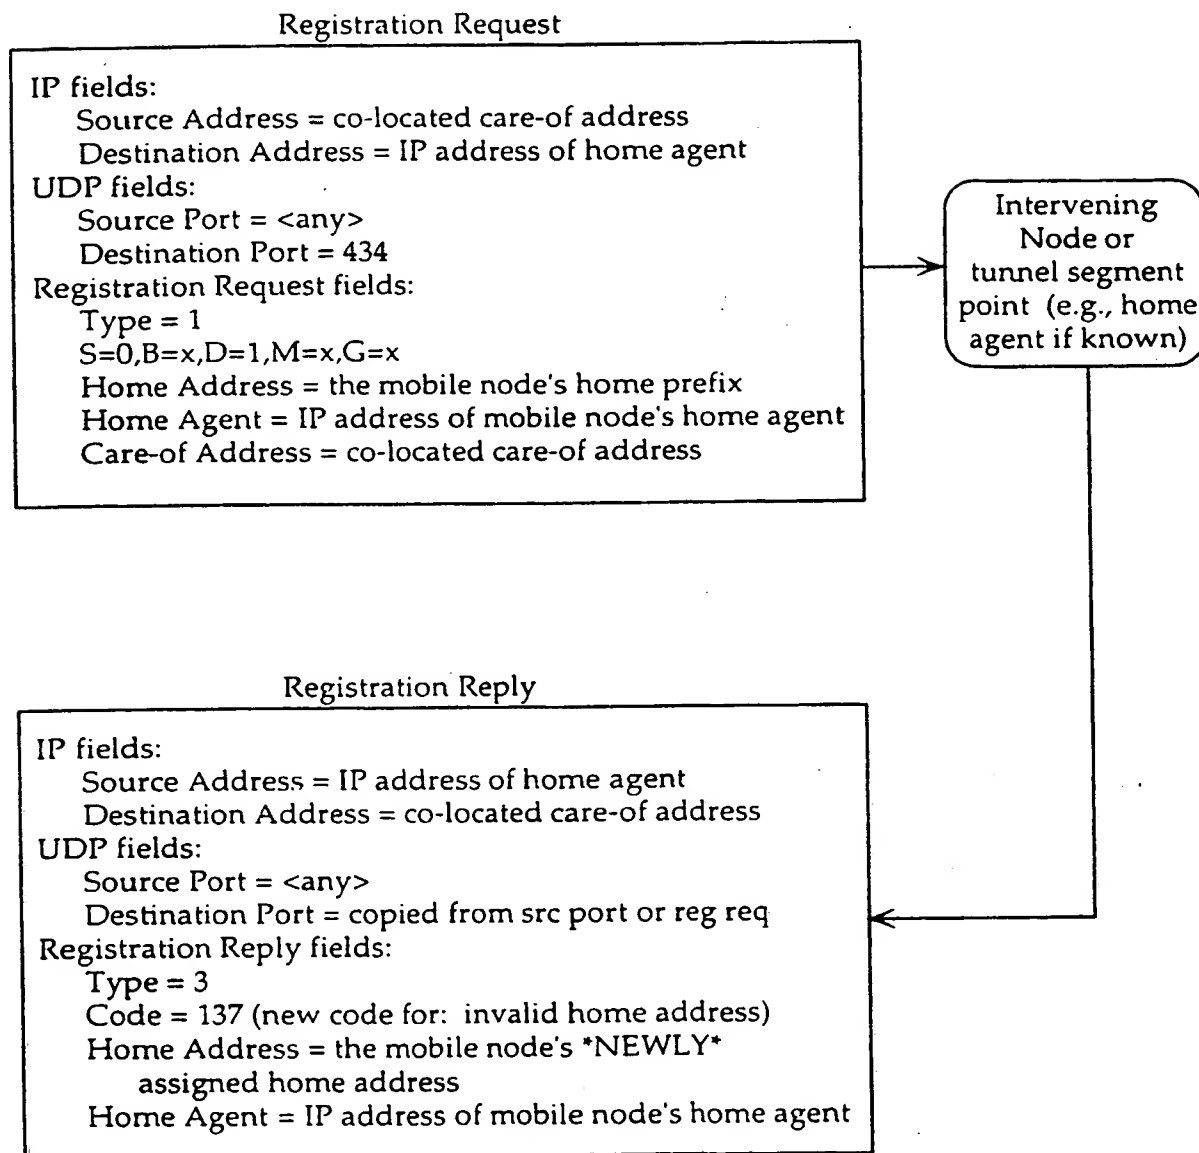 Registration Request
IP fields:
Source Address = co-located care-of address
Destination Address = IP address of home agent
UDP fields:
Source Port = <any>
Destination Port = 434
Registration Request fields:
Type = 1
S=0,B=x,D=1,M=x,G=x
Home Address = the mobile node's home prefix
Home Agent = IP address of mobile node's home agent
Care-of Address = co-located care-of address
Intervening
Node or
tunnel segment
point (e.g., home
agent if known)
Registration Reply
IP fields:
Source Address = IP address of home agent
Destination Address = co-located care-of address
UDP fields:
Source Port = <any>
Destination Port = copied from src port or reg req
Registration Reply fields:
Type = 3
Code = 137 (new code for: invalid home address)
Home Address = the mobile node's *NEWLY*
assigned home address
Home Agent = IP address of mobile node's home agent